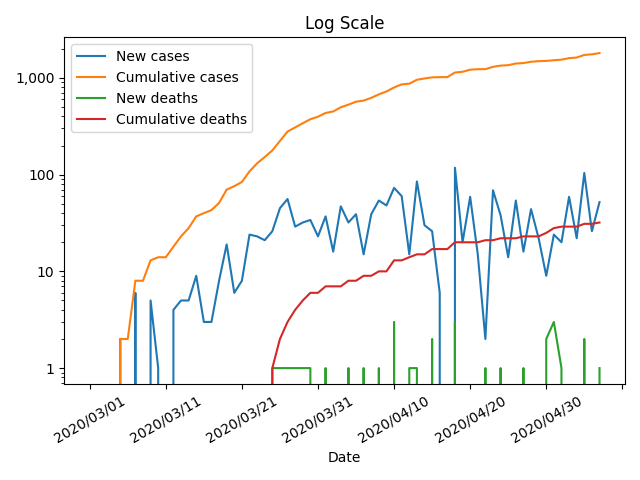 Log Scale
New cases
Cumulative cases
New deaths
Cumulative deaths
1,000
100
10
1
2020/03/01
2020/03/11
2020/03/21
2020/03/31
2020/04/10
2020/04/20
2020/04/30
Date